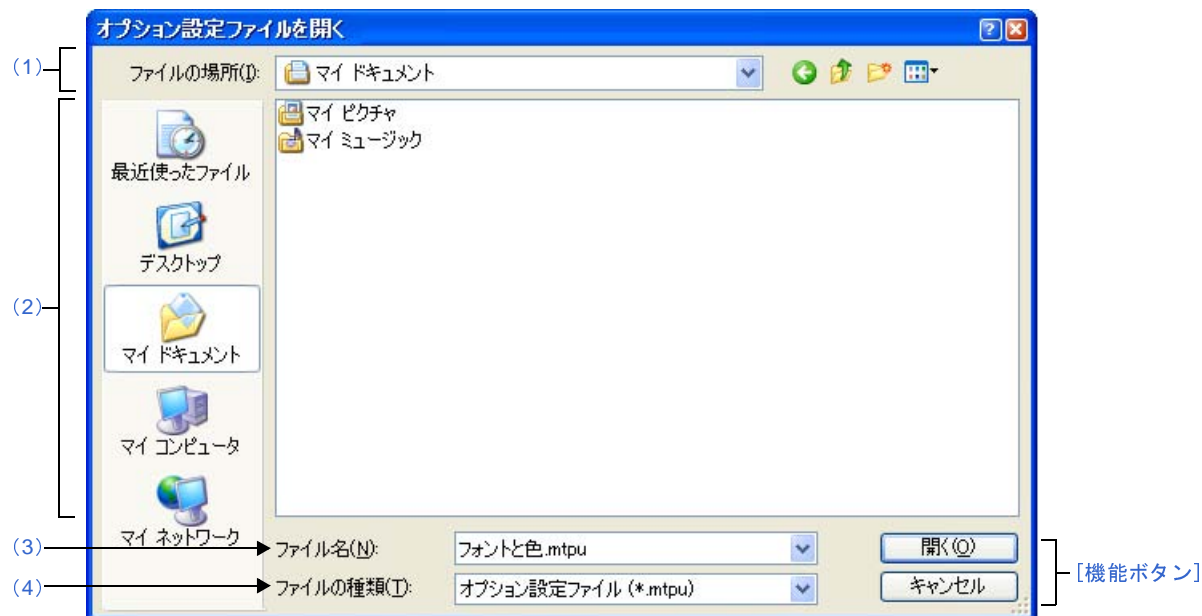 オプション設定ファイルを開く
(1)
ファイルの場所(I):
マイ ドキュメント
(2)
マイ ピクチャ
マイ ミュージック
最近使ったファイル
デスクトップ
マイ ドキュメント
マイ コンピュータ
マイ ネットワーク
(3)
ファイル名(N):
フォントと色.mtpu
開く(O)
(4)
ファイルの種類(T):
オプション設定ファイル (*.mtpu)
キャンセル
[機能ボタン]